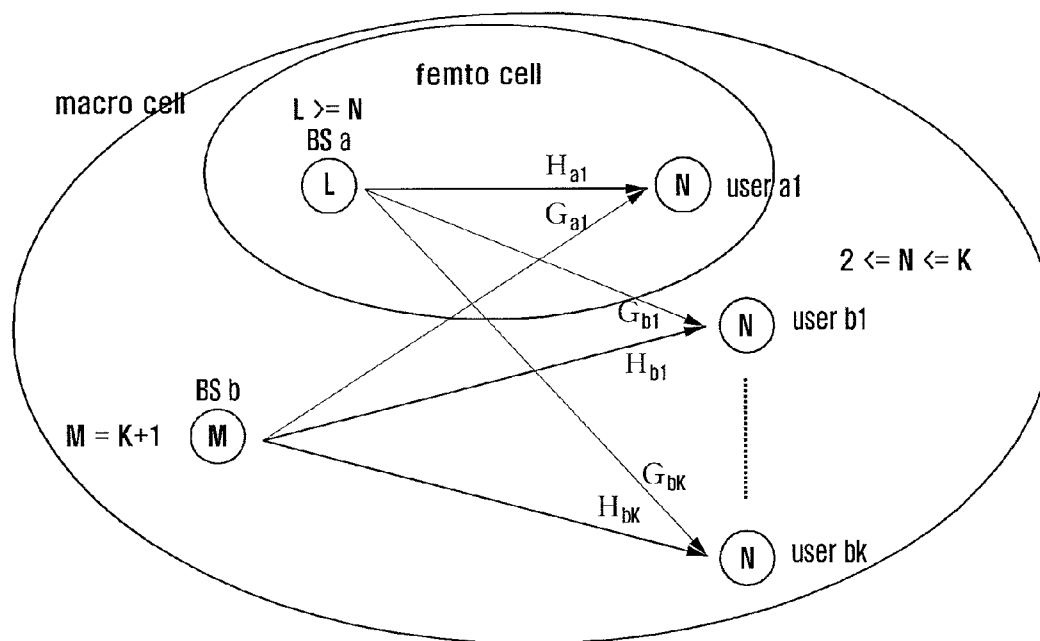 femto cell
macro cell
L >= N
BS a
L
H_a1
N
user a1
G_a1
2 <= N <= K
G_b1
N
user b1
H_b1
BS b
M = K+1
M
G_bK
H_bK
N
user bk